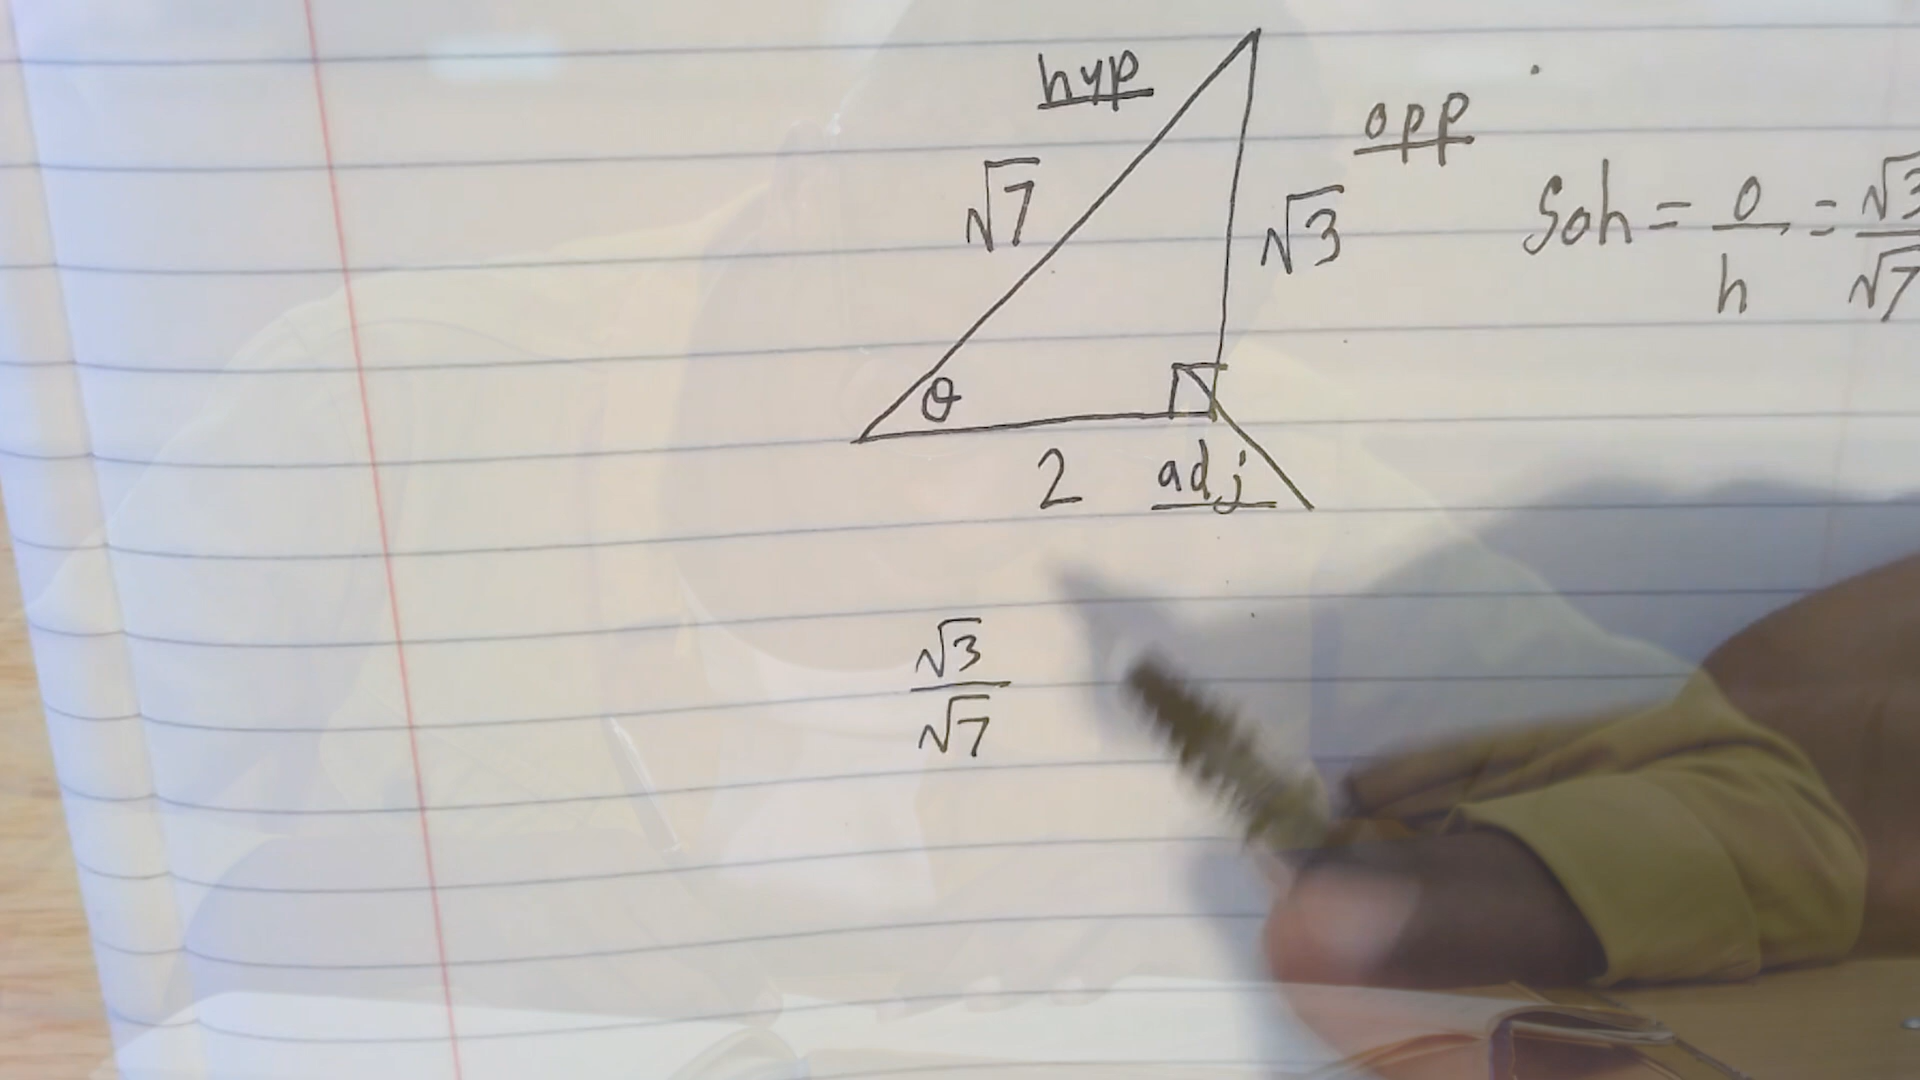 hyp
opp
√7
√3
Soh = o/h = √3/√7
θ
2 adj
√3/√7